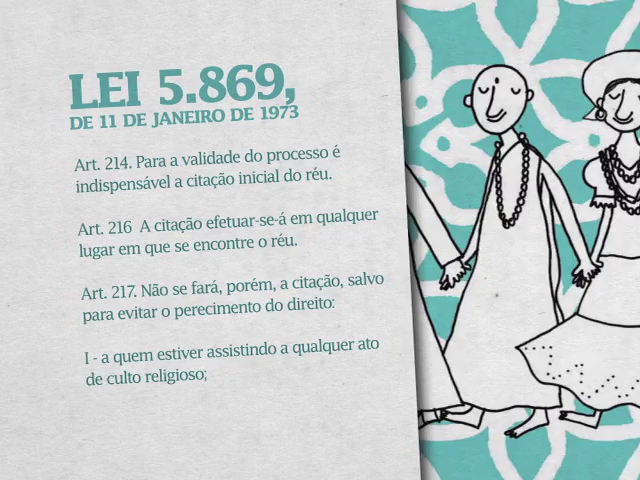 LEI 5.869,
DE 11 DE JANEIRO DE 1973
Art. 214. Para a validade do processo é
indispensável a citação inicial do réu.
Art. 216 A citação efetuar-se-á em qualquer
lugar em que se encontre o réu.
Art. 217. Não se fará, porém, a citação, salvo
para evitar o perecimento do direito:
I - a quem estiver assistindo a qualquer ato
de culto religioso;